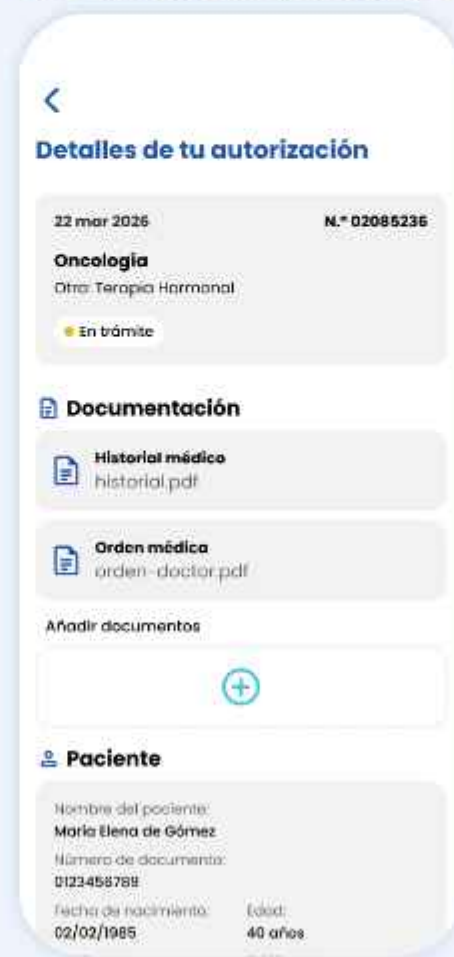 Detalles de tu autorización
22 mar 2026 N.° 02085236
Oncología
Otra: Terapia Hormonal
En trámite
Documentación
Historial médico
historial.pdf
Orden médica
orden-doctor.pdf
Añadir documentos
Paciente
Nombre del paciente:
María Elena de Gómez
Número de documento:
0123456789
Fecha de nacimiento: Edad:
02/02/1985 40 años